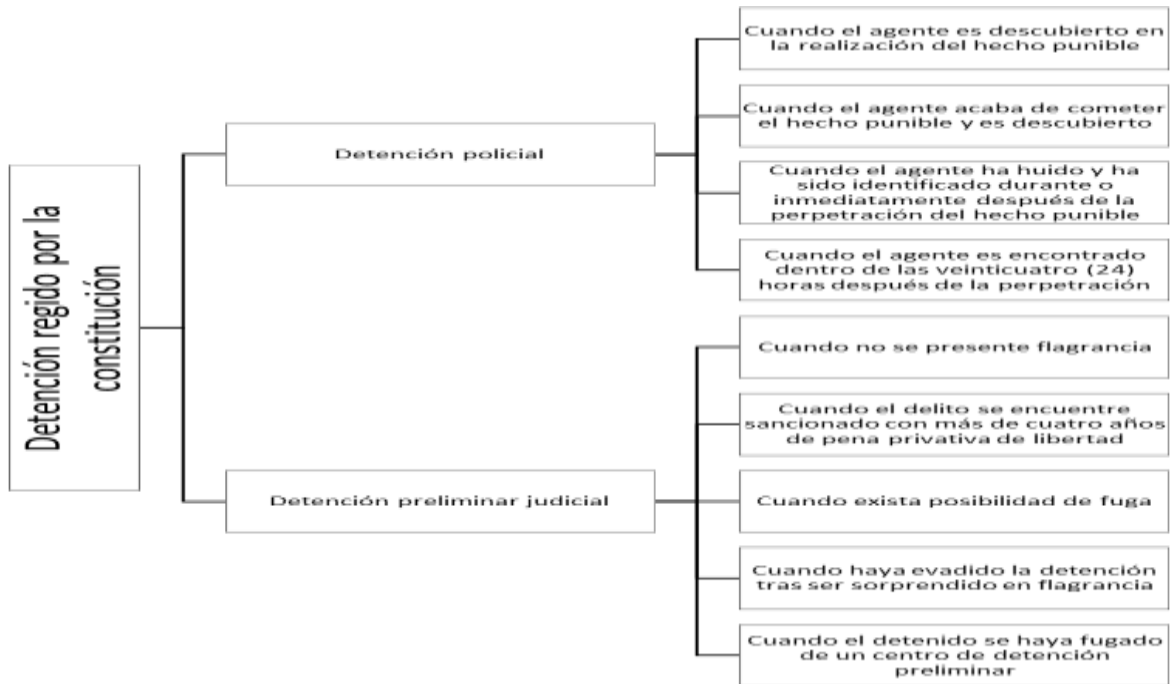 Detención regido por la
constitución
Detención policial
Cuando el agente es descubierto en
la realización del hecho punible
Cuando el agente acaba de cometer
el hecho punible y es descubierto
Cuando el agente ha huido y ha
sido identificado durante o
inmediatamente después de la
perpetración del hecho punible
Cuando el agente es encontrado
dentro de las veinticuatro (24)
horas después de la perpetración
Detención preliminar judicial
Cuando no se presente flagrancia
Cuando el delito se encuentre
sancionado con más de cuatro años
de pena privativa de libertad
Cuando exista posibilidad de fuga
Cuando haya evadido la detención
tras ser sorprendido en flagrancia
Cuando el detenido se haya fugado
de un centro de detención
preliminar